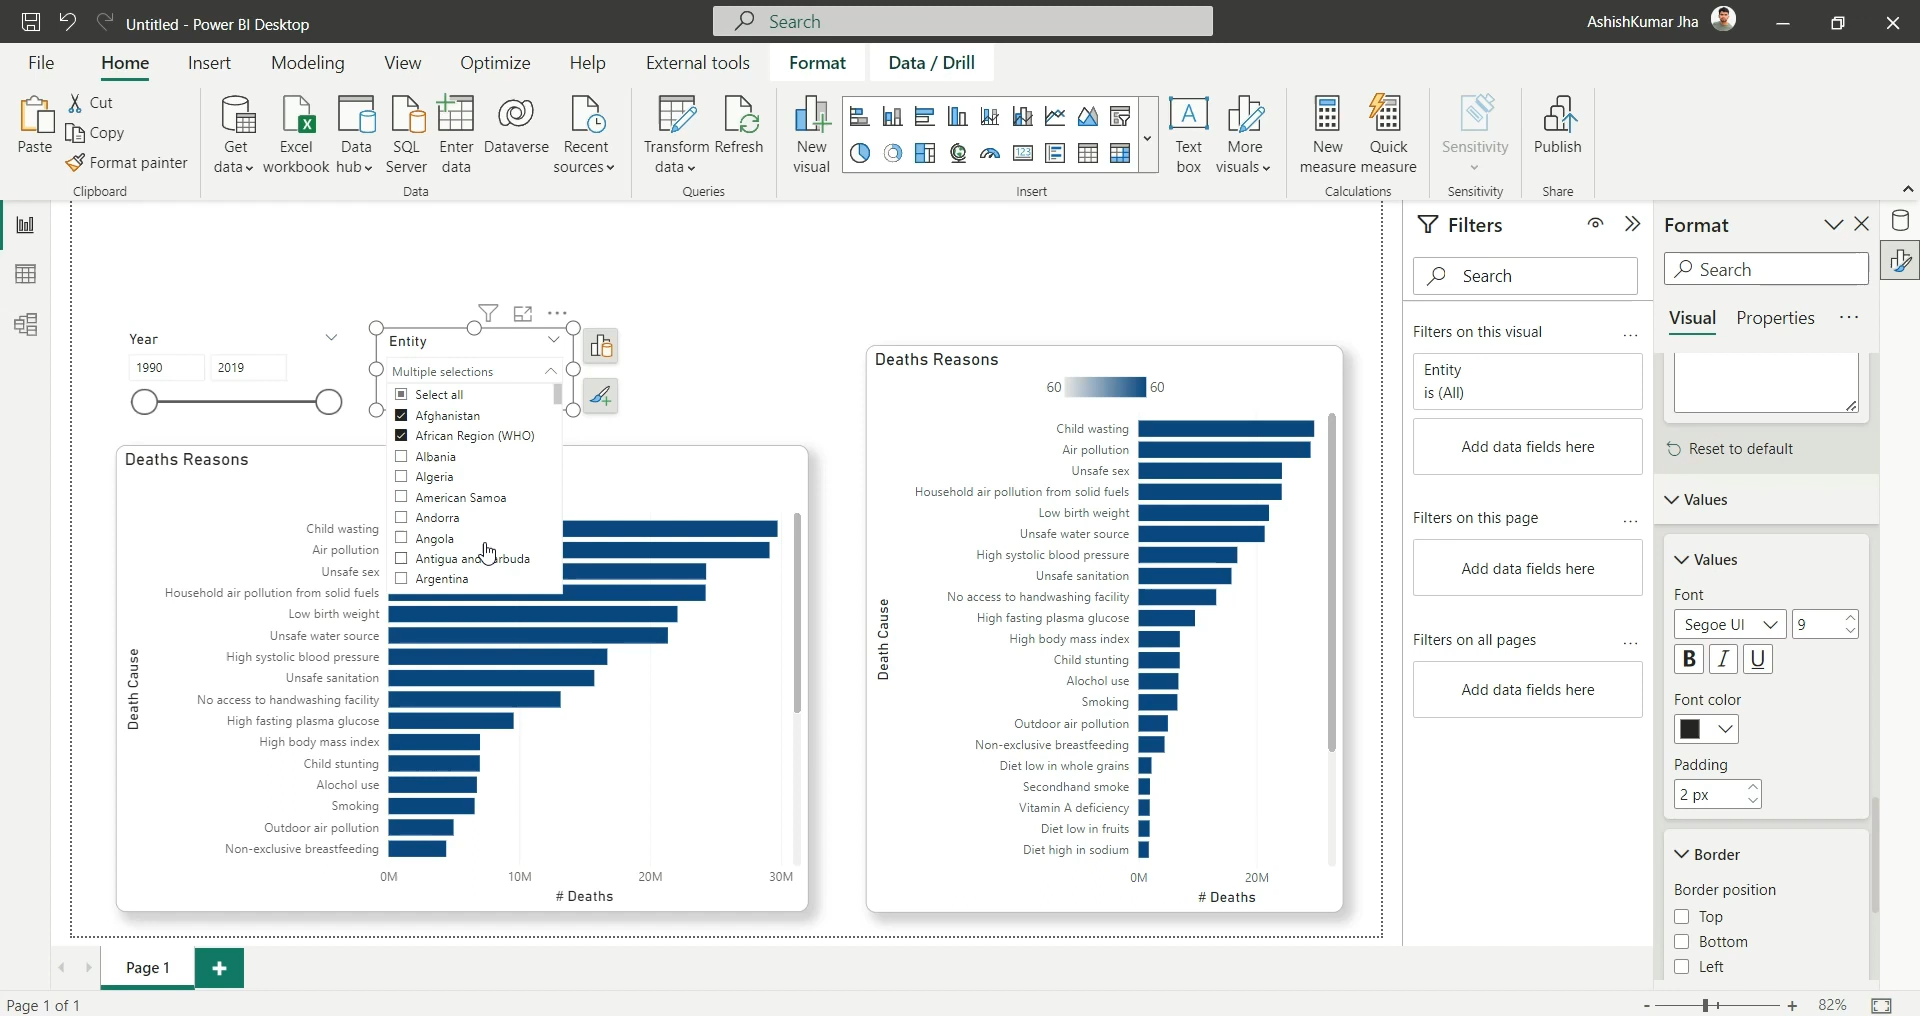 Untitled - Power BI Desktop
Search
AshishKumar Jha
File Home Insert Modeling View Optimize Help External tools Format Data / Drill
Paste
Cut
Copy
Format painter
Clipboard
Get data
Excel workbook
Data hub
SQL Server
Enter data
Dataverse
Recent sources
Data
Transform data
Refresh
Queries
New visual
123
A
Text box
More visuals
Insert
New measure
Quick measure
Calculations
Sensitivity
Sensitivity
Publish
Share
Year
1990 2019
Entity
Multiple selections
Select all
Afghanistan
African Region (WHO)
Albania
Algeria
American Samoa
Andorra
Angola
Antigua and
Argentina
Deaths Reasons
Death Cause
Child wasting
Air pollution
Unsafe sex
Household air pollution from solid fuels
Low birth weight
Unsafe water source
High systolic blood pressure
Unsafe sanitation
No access to handwashing facility
High fasting plasma glucose
High body mass index
Child stunting
Alochol use
Smoking
Outdoor air pollution
Non-exclusive breastfeeding
0M 10M 20M 30M
# Deaths
Deaths Reasons
60 60
Death Cause
Child wasting
Air pollution
Unsafe sex
Household air pollution from solid fuels
Low birth weight
Unsafe water source
High systolic blood pressure
Unsafe sanitation
No access to handwashing facility
High fasting plasma glucose
High body mass index
Child stunting
Alochol use
Smoking
Outdoor air pollution
Non-exclusive breastfeeding
Diet low in whole grains
Secondhand smoke
Vitamin A deficiency
Diet low in fruits
Diet high in sodium
0M 20M
# Deaths
Filters
Search
Filters on this visual ...
Entity
is (All)
Add data fields here
Filters on this page ...
Add data fields here
Filters on all pages ...
Add data fields here
Format
Search
Visual Properties ...
Reset to default
Values
Values
Font
Segoe UI 9
B I U
Font color
Padding
2 px
Border
Border position
Top
Bottom
Left
Page 1 +
Page 1 of 1
- + 82%